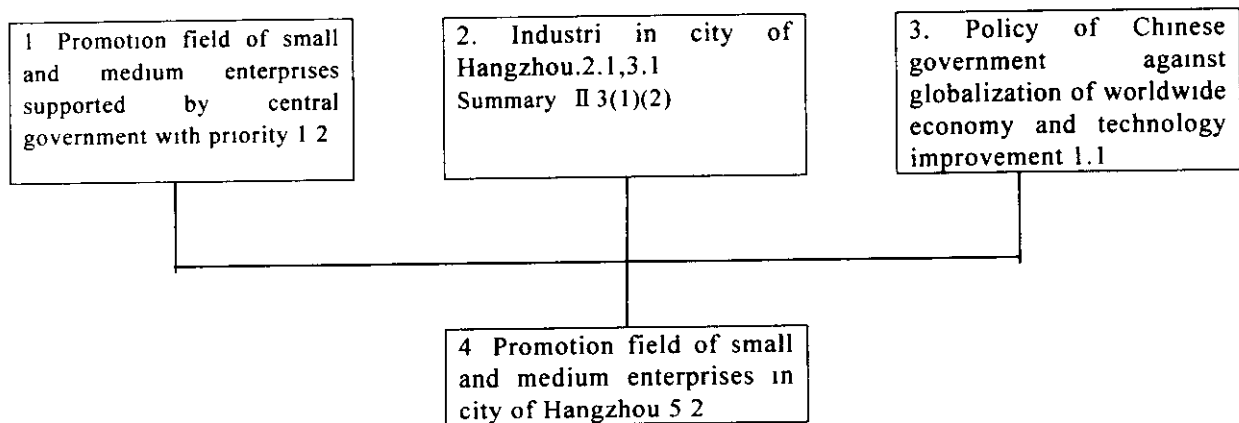 1 Promotion field of small
and medium enterprises
supported by central
government with priority 1 2
2. Industri in city of
Hangzhou.2.1,3.1
Summary Ⅱ 3(1)(2)
3. Policy of Chinese
government against
globalization of worldwide
economy and technology
improvement 1.1
4 Promotion field of small
and medium enterprises in
city of Hangzhou 5 2